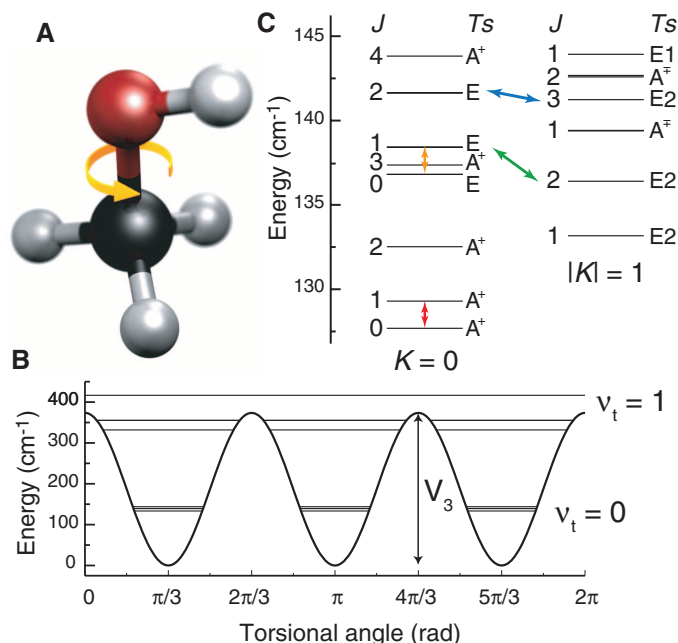 A
C
J Ts J Ts
145
140
135
130
Energy (cm⁻¹)
4 A⁺
2 E
1 E
3 A⁺
0 E
2 A⁺
1 A⁺
0 A⁺
K = 0
1 E1
2 A∓
3 E2
1 A∓
2 E2
1 E2
|K| = 1
B
400
300
200
100
0
Energy (cm⁻¹)
V₃
νₜ = 1
νₜ = 0
0 π/3 2π/3 π 4π/3 5π/3 2π
Torsional angle (rad)